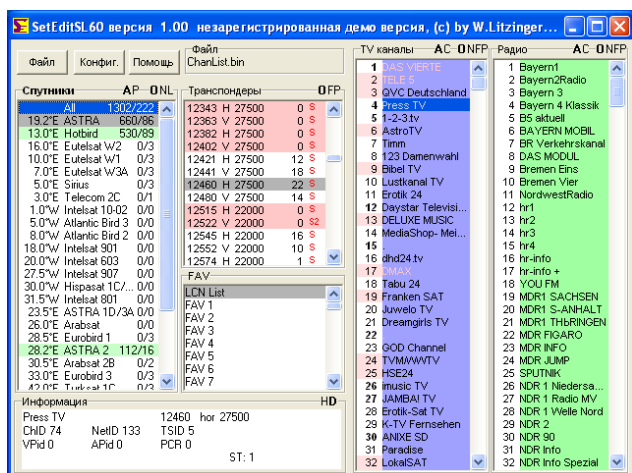 SetEditSL60 версия 1.00 незарегистрированная демо версия, (c) by W.Litzinger...
Файл
Конфиг.
Помощь
Файл
ChanList.bin
Спутники AP ONL
All 1302/222
19.2°E ASTRA 660/86
13.0°E Hotbird 530/89
16.0°E Eutelsat W2 0/3
10.0°E Eutelsat W1 0/3
7.0°E Eutelsat W3A 0/3
5.0°E Sirius 0/3
3.0°E Telecom 2C 0/1
1.0°W Intelsat 10-02 0/0
5.0°W Atlantic Bird 3 0/0
8.0°W Atlantic Bird 2 0/0
18.0°W Intelsat 901 0/0
20.0°W Intelsat 603 0/0
27.5°W Intelsat 907 0/0
30.0°W Hispasat 1C/... 0/0
31.5°W Intelsat 801 0/0
23.5°E ASTRA 1D/3A 0/0
26.0°E Arabsat 0/0
28.5°E Eurobird 1 0/3
28.2°E ASTRA 2 112/16
30.5°E Arabsat 2B 0/2
33.0°E Eurobird 3 0/3
42.0°E Turksat 1C 0/3
Транспондеры OFP
12343 H 27500 0 S
12363 V 27500 0 S
12382 H 27500 0 S
12402 V 27500 0 S
12421 H 27500 12 S
12441 V 27500 18 S
12460 H 27500 22 S
12480 V 27500 14 S
12515 H 22000 0 S
12522 V 22000 0 S2
12545 H 22000 16 S
12552 V 22000 10 S
12574 H 22000 1 S
FAV
LCN List
FAV 1
FAV 2
FAV 3
FAV 4
FAV 5
FAV 6
FAV 7
TV каналы AC ONFP
1 DAS VIERTE
2 TELE 5
3 QVC Deutschland
4 Press TV
5 1-2-3.tv
6 AstroTV
7 Timm
8 123 Damenwahl
9 Bibel TV
10 Lustkanal TV
11 Erotik 24
12 Daystar Televisi...
13 DELUXE MUSIC
14 MediaShop- Mei...
15 .
16 dhd24.tv
17 DMAX
18 Tabu 24
19 Franken SAT
20 Juwelo TV
21 Dreamgirls TV
22
23 GOD Channel
24 TVMWWTV
25 HSE24
26 imusic TV
27 JAMBA! TV
28 Erotik-Sat TV
29 K-TV Fernsehen
30 ANIXE SD
31 Paradise
32 LokalSAT
Радио AC ONFP
1 Bayern1
2 Bayern2Radio
3 Bayern 3
4 Bayern 4 Klassik
5 B5 aktuell
6 BAYERN MOBIL
7 BR Verkehrskanal
8 DAS MODUL
9 Bremen Eins
10 Bremen Vier
11 NordwestRadio
12 hr1
13 hr2
14 hr3
15 hr4
16 hr-info
17 hr-info +
18 YOU FM
19 MDR1 SACHSEN
20 MDR1 S-ANHALT
21 MDR1 THЬRINGEN
22 MDR FIGARO
23 MDR INFO
24 MDR JUMP
25 SPUTNIK
26 NDR 1 Niedersa...
27 NDR 1 Radio MV
28 NDR 1 Welle Nord
29 NDR 2
30 NDR 90
31 NDR Info
32 NDR Info Spezial
Информация HD
Press TV 12460 hor 27500
ChID 74 NetID 133 TSID 5
VPid 0 APid 0 PCR 0
ST: 1